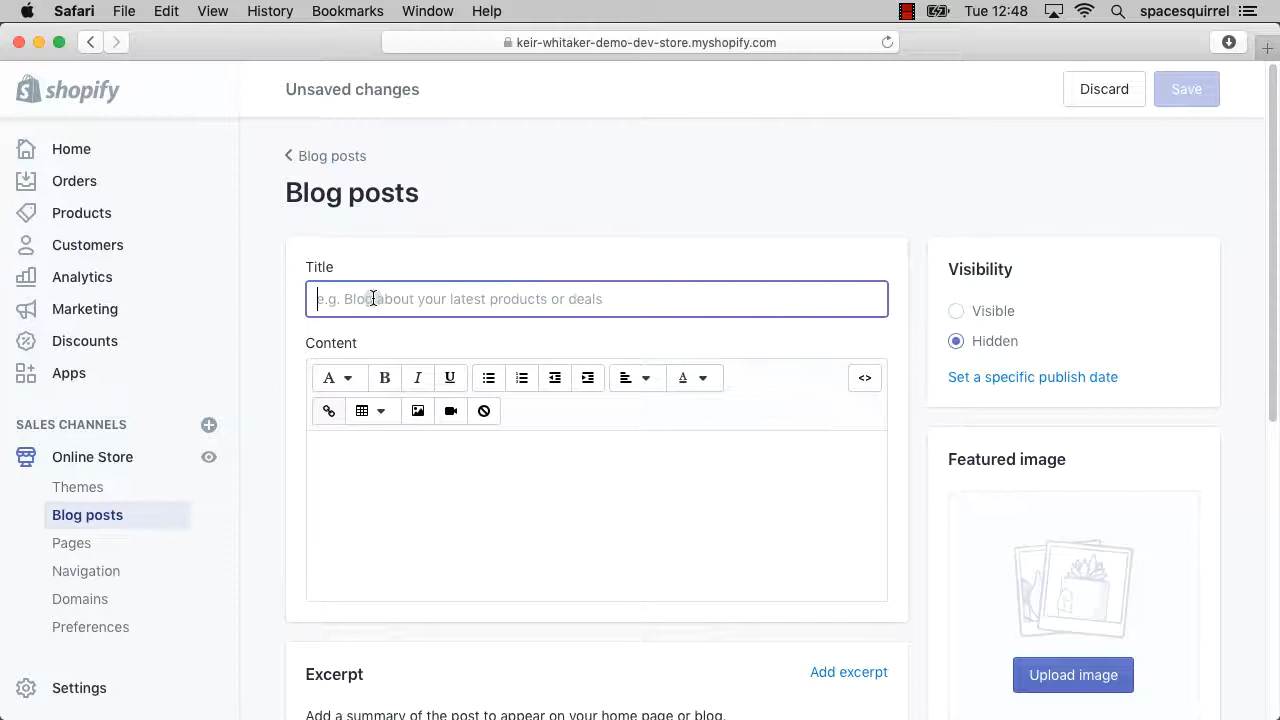 Safari File Edit View History Bookmarks Window Help Tue 12:48 spacesquirrel
keir-whitaker-demo-dev-store.myshopify.com
shopify
Unsaved changes
Discard
Save
Home
Orders
Products
Customers
Analytics
Marketing
Discounts
Apps
SALES CHANNELS
Online Store
Themes
Blog posts
Pages
Navigation
Domains
Preferences
Settings
Blog posts
Blog posts
Title
e.g. Blog about your latest products or deals
Content
A B I U A <>
Excerpt
Add excerpt
Add a summary of the post to appear on your home page or blog.
Visibility
Visible
Hidden
Set a specific publish date
Featured image
Upload image